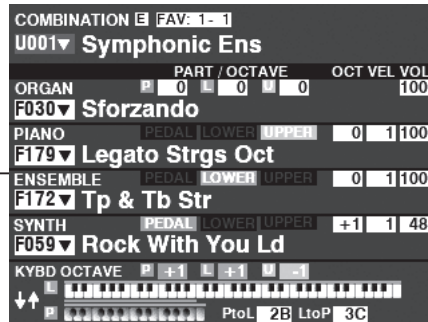 COMBINATION E FAV: 1- 1
U001▼ Symphonic Ens
PART / OCTAVE OCT VEL VOL
ORGAN P 0 L 0 U 0 100
F030▼ Sforzando
PIANO PEDAL LOWER UPPER 0 1 100
F179▼ Legato Strgs Oct
ENSEMBLE PEDAL LOWER UPPER 0 1 100
F172▼ Tp & Tb Str
SYNTH PEDAL LOWER UPPER +1 1 48
F059▼ Rock With You Ld
KYBD OCTAVE P +1 L +1 U -1
L
P PtoL 2B LtoP 3C